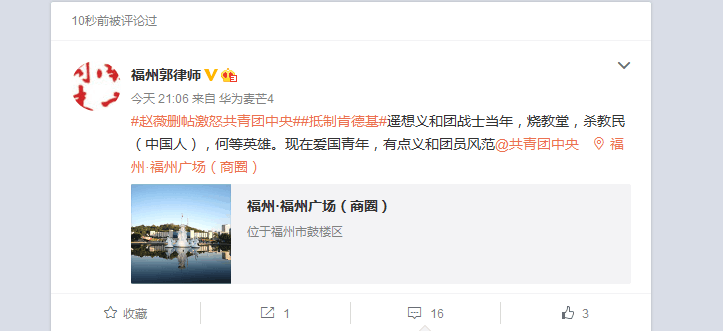 10秒前被评论过
福州郭律师
今天 21:06 来自 华为麦芒4
#赵薇删帖激怒共青团中央##抵制肯德基#遥想义和团战士当年，烧教堂，杀教民
（中国人），何等英雄。现在爱国青年，有点义和团员风范@共青团中央 福
州·福州广场（商圈）
福州·福州广场（商圈）
位于福州市鼓楼区
收藏 1 16 3